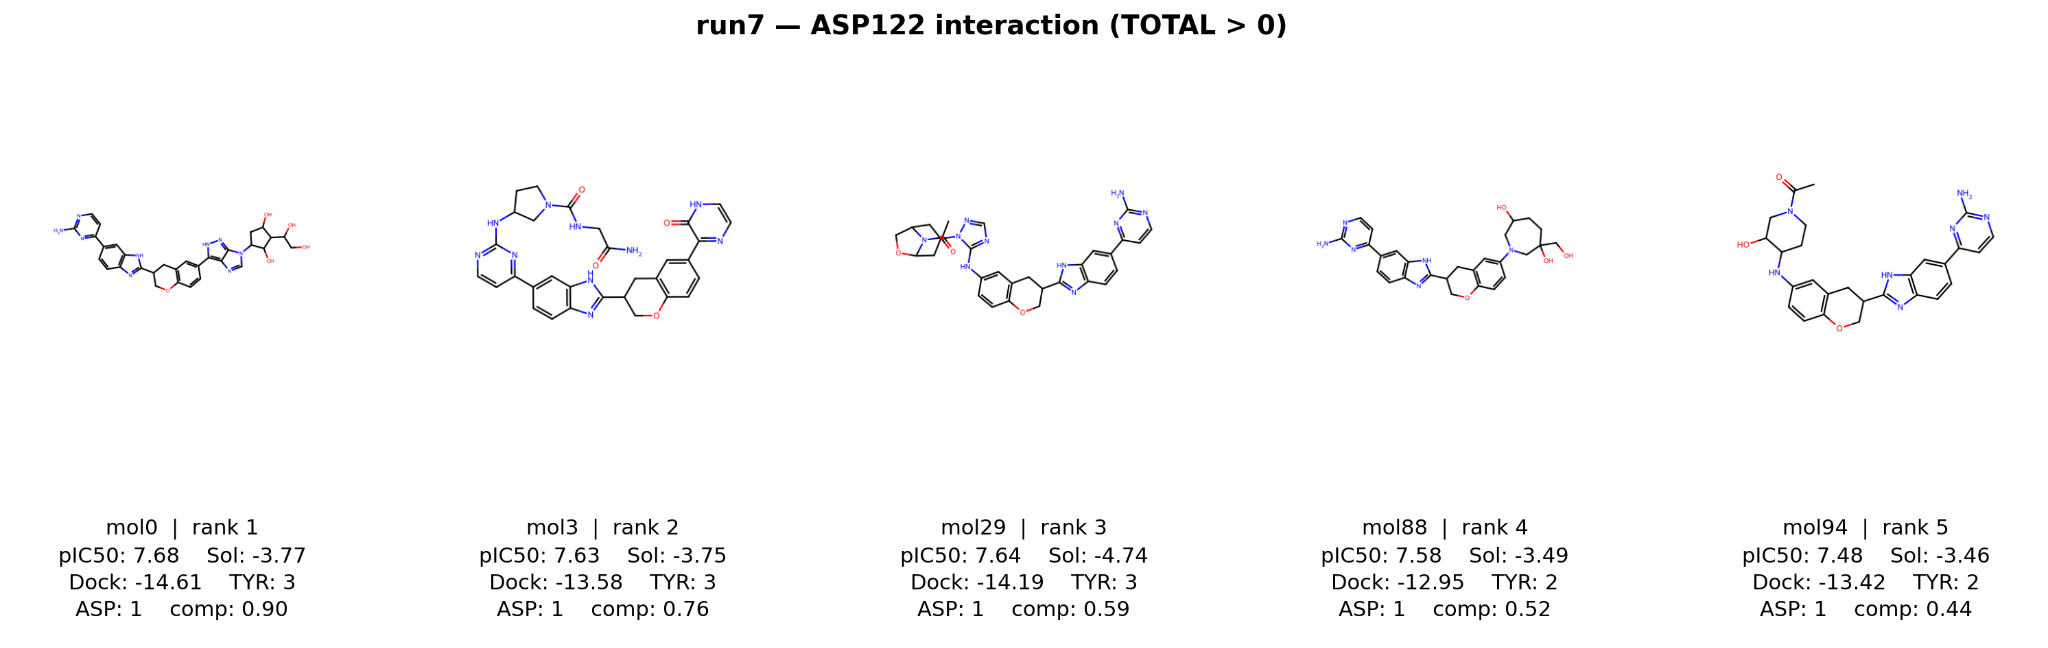 run7 — ASP122 interaction (TOTAL > 0)
mol0 | rank 1
pIC50: 7.68 Sol: -3.77
Dock: -14.61 TYR: 3
ASP: 1 comp: 0.90
mol3 | rank 2
pIC50: 7.63 Sol: -3.75
Dock: -13.58 TYR: 3
ASP: 1 comp: 0.76
mol29 | rank 3
pIC50: 7.64 Sol: -4.74
Dock: -14.19 TYR: 3
ASP: 1 comp: 0.59
mol88 | rank 4
pIC50: 7.58 Sol: -3.49
Dock: -12.95 TYR: 2
ASP: 1 comp: 0.52
mol94 | rank 5
pIC50: 7.48 Sol: -3.46
Dock: -13.42 TYR: 2
ASP: 1 comp: 0.44